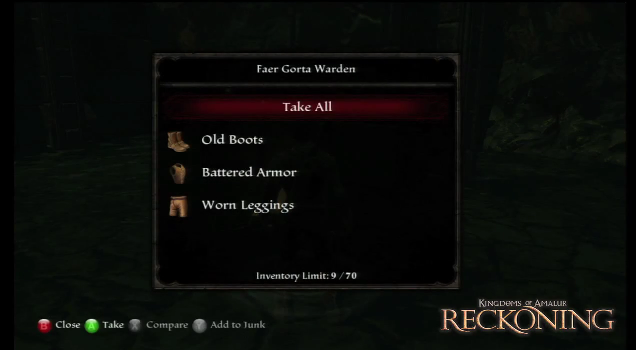 Faer Gorta Warden
Take All
Old Boots
Battered Armor
Worn Leggings
Inventory Limit: 9 / 70
B Close A Take X Compare Y Add to Junk
Kingdoms of Amalur
RECKONING